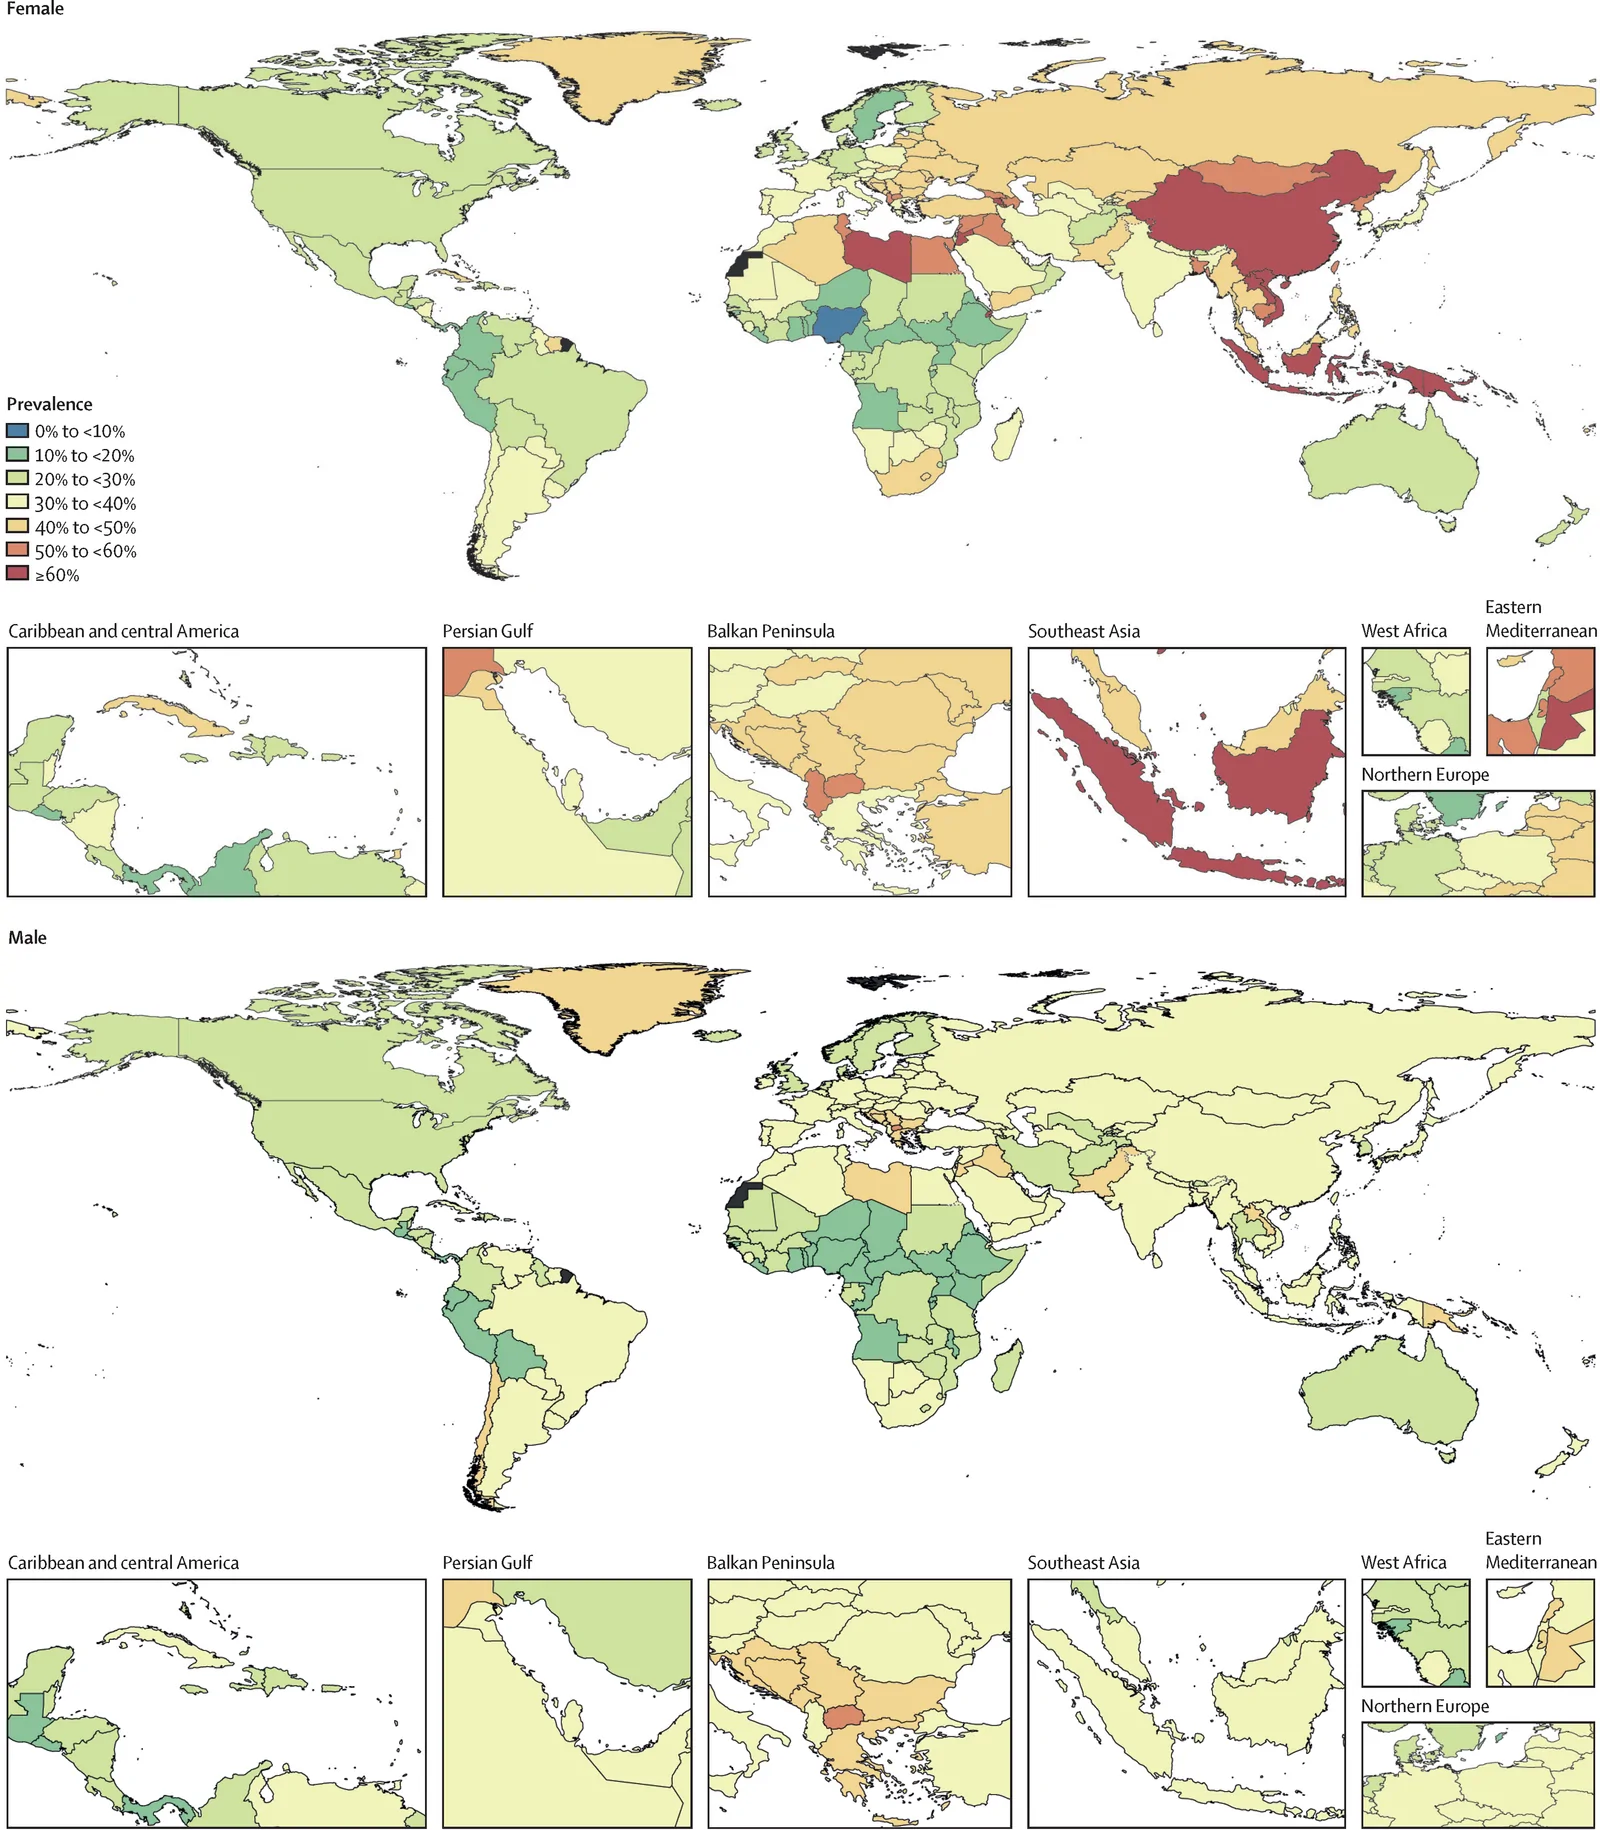 Female
Prevalence
0% to <10%
10% to <20%
20% to <30%
30% to <40%
40% to <50%
50% to <60%
≥60%
Caribbean and central America
Persian Gulf
Balkan Peninsula
Southeast Asia
West Africa
Eastern
Mediterranean
Northern Europe
Male
Caribbean and central America
Persian Gulf
Balkan Peninsula
Southeast Asia
West Africa
Eastern
Mediterranean
Northern Europe